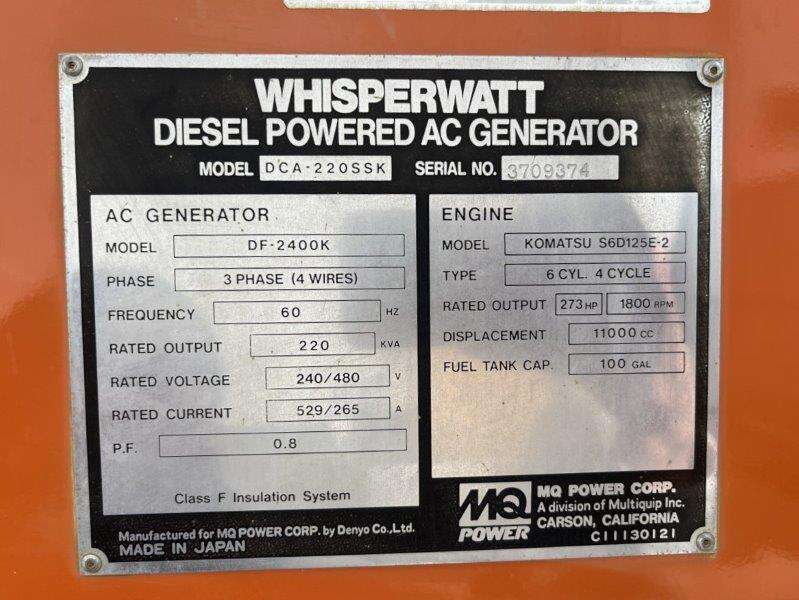 WHISPERWATT
DIESEL POWERED AC GENERATOR
MODEL DCA-220SSK SERIAL NO. 3709374
AC GENERATOR
MODEL DF-2400K
PHASE 3 PHASE (4 WIRES)
FREQUENCY 60 HZ
RATED OUTPUT 220 KVA
RATED VOLTAGE 240/480 V
RATED CURRENT 529/265 A
P.F. 0.8
Class F Insulation System
ENGINE
MODEL KOMATSU S6D125E-2
TYPE 6 CYL. 4 CYCLE
RATED OUTPUT 273 HP 1800 RPM
DISPLACEMENT 11000 CC
FUEL TANK CAP. 100 GAL
Manufactured for MQ POWER CORP. by Denyo Co., Ltd.
MADE IN JAPAN
MQ
POWER
MQ POWER CORP.
A division of Multiquip Inc.
CARSON, CALIFORNIA
C11130121